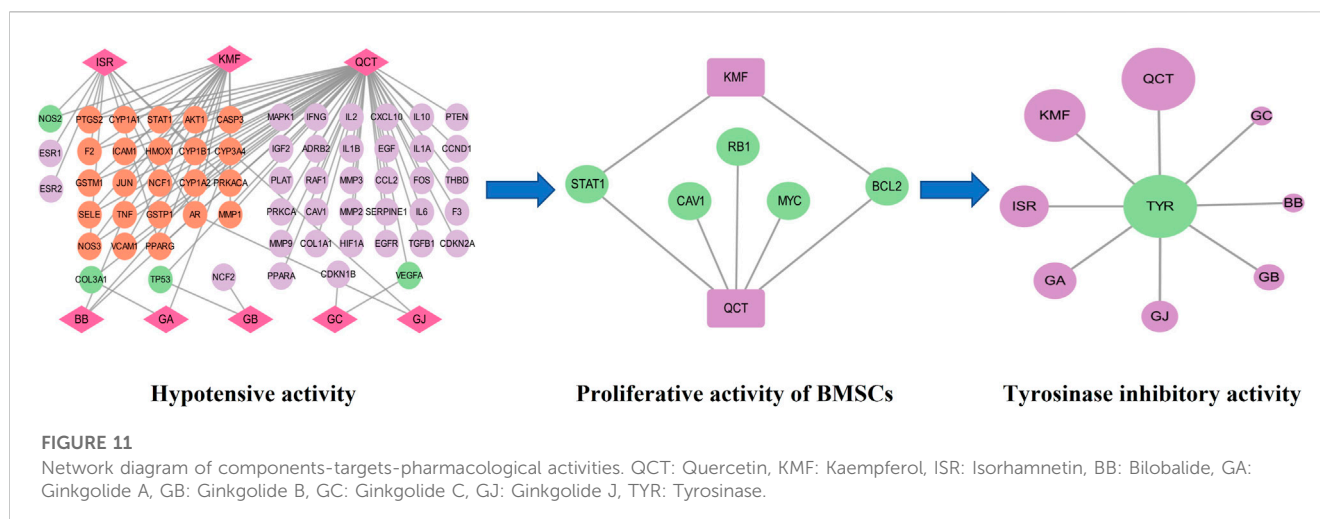 ISR KMF QCT
NOS2 PTGS2 CYP1A1 STAT1 AKT1 CASP3 MAPK1 IFNG IL2 CXCL10 IL10 PTEN
ESR1 F2 ICAM1 HMOX1 CYP1B1 CYP3A4 IGF2 ADRB2 IL1B EGF IL1A CCND1
ESR2 GSTM1 JUN NCF1 CYP1A2 PRKACA PLAT RAF1 MMP3 CCL2 FOS THBD
SELE TNF GSTP1 AR MMP1 PRKCA CAV1 MMP2 SERPINE1 IL6 F3
NOS3 VCAM1 PPARG MMP9 COL1A1 HIF1A EGFR TGFB1 CDKN2A
COL3A1 TP53 NCF2 PPARA CDKN1B VEGFA
BB GA GB GC GJ
Hypotensive activity
KMF
RB1
STAT1 CAV1 MYC BCL2
QCT
Proliferative activity of BMSCs
QCT
KMF GC
ISR TYR BB
GA GB
GJ
Tyrosinase inhibitory activity
FIGURE 11
Network diagram of components-targets-pharmacological activities. QCT: Quercetin, KMF: Kaempferol, ISR: Isorhamnetin, BB: Bilobalide, GA:
Ginkgolide A, GB: Ginkgolide B, GC: Ginkgolide C, GJ: Ginkgolide J, TYR: Tyrosinase.